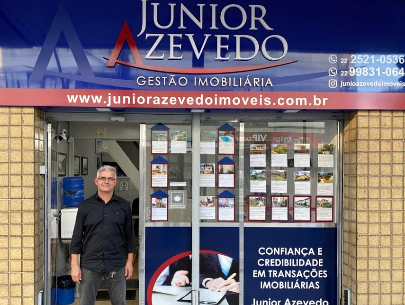 JUNIOR
AZEVEDO
GESTÃO IMOBILIÁRIA
22 2521-0536
22 99831-064
juniorazevedoimoveis
www.juniorazevedoimoveis.com.br
VIP
CONFIANÇA E
CREDIBILIDADE
EM TRANSAÇÕES
IMOBILIÁRIAS
Junior Azevedo